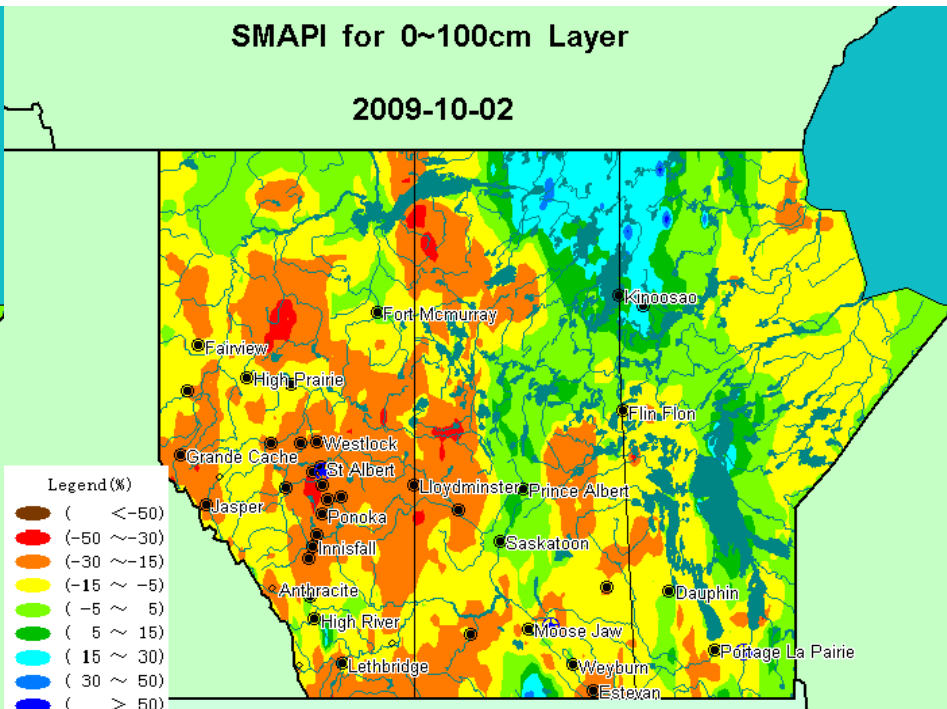 SMAPI for 0~100cm Layer
2009-10-02
Kinoosao
Fort Mcmurray
Fairview
High Prairie
Flin Flon
Westlock
Grande Cache
St Albert
Lloydminster
Prince Albert
Jasper
Ponoka
Saskatoon
Innisfall
Anthracite
Dauphin
High River
Moose Jaw
Portage La Pairie
Lethbridge
Weyburn
Estevan
Legend(%)
( <-50)
(-50 ~-30)
(-30 ~-15)
(-15 ~ -5)
( -5 ~ 5)
( 5 ~ 15)
( 15 ~ 30)
( 30 ~ 50)
( > 50)